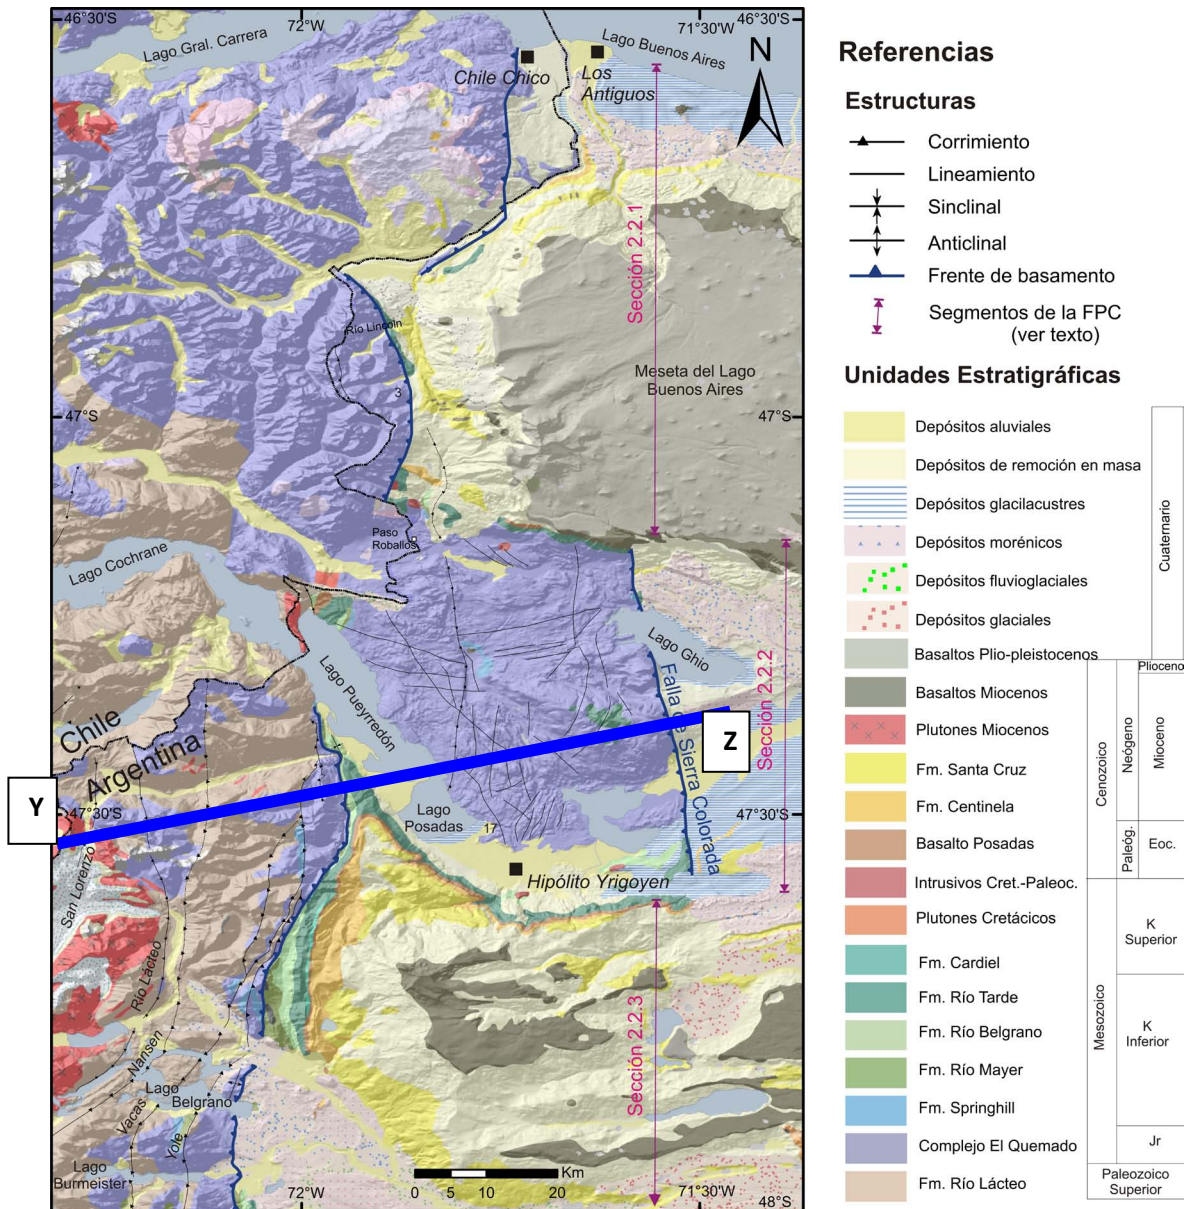 46°30'S
72°W
71°30'W
46°30'S
Lago Gral. Carrera
Lago Buenos Aires
N
Chile Chico
Los
Antiguos
Sección 2.2.1
Río Lincoln
3
Meseta del Lago
Buenos Aires
47°S
47°S
Paso
Roballos
Lago Cochrane
Lago Pueyrredón
Lago Ghio
Falla de Sierra Colorada
Sección 2.2.2
Chile
Argentina
Z
Y
47°30'S
47°30'S
Lago
Posadas
17
Hipólito Yrigoyen
San Lorenzo
Río Lácteo
Nansen
Lago
Belgrano
Vacas
Yole
Lago
Burmeister
Sección 2.2.3
Km
0
5
10
20
72°W
71°30'W
48°S
Referencias
Estructuras
Corrimiento
Lineamiento
Sinclinal
Anticlinal
Frente de basamento
Segmentos de la FPC
(ver texto)
Unidades Estratigráficas
Depósitos aluviales
Depósitos de remoción en masa
Depósitos glacilacustres
Depósitos morénicos
Depósitos fluvioglaciales
Depósitos glaciales
Basaltos Plio-pleistocenos
Basaltos Miocenos
Plutones Miocenos
Fm. Santa Cruz
Fm. Centinela
Basalto Posadas
Intrusivos Cret.-Paleoc.
Plutones Cretácicos
Fm. Cardiel
Fm. Río Tarde
Fm. Río Belgrano
Fm. Río Mayer
Fm. Springhill
Complejo El Quemado
Fm. Río Lácteo
Cuaternario
Plioceno
Mioceno
Neógeno
Cenozoico
Paleóg.
Eoc.
K
Superior
Mesozoico
K
Inferior
Jr
Paleozoico
Superior